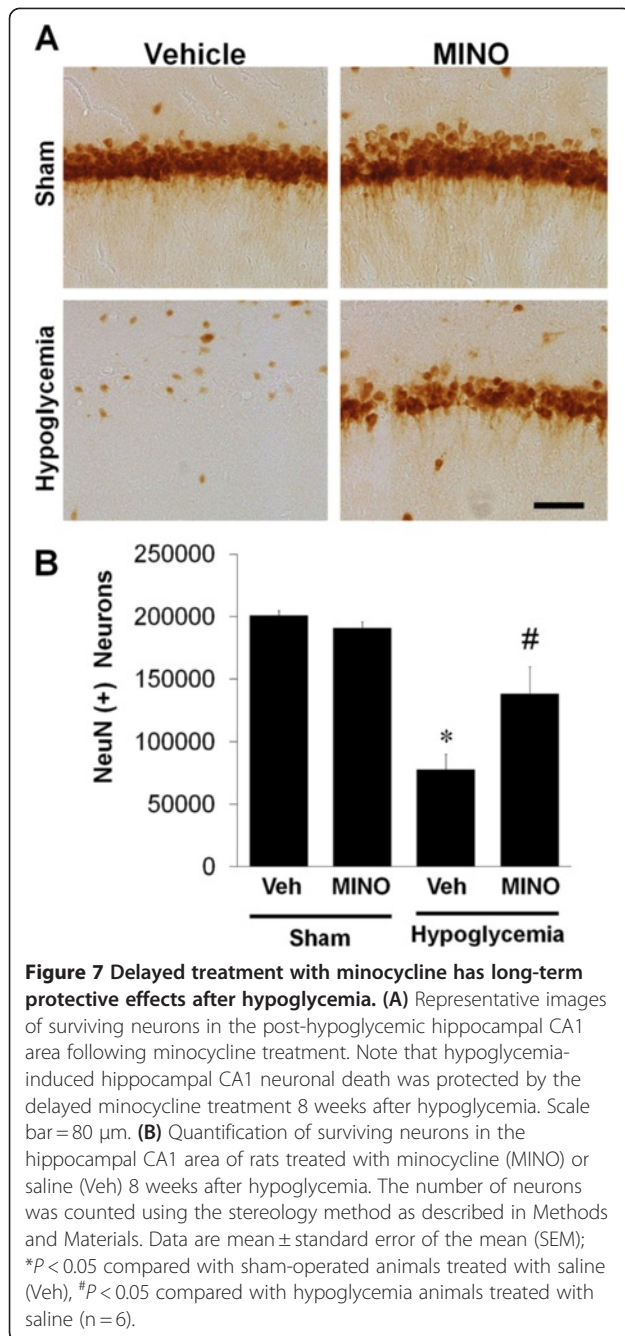 A
Vehicle MINO
Sham
Hypoglycemia
B
NeuN (+) Neurons
250000
200000
150000
100000
50000
0
*
#
Veh MINO Veh MINO
Sham Hypoglycemia
Figure 7 Delayed treatment with minocycline has long-term
protective effects after hypoglycemia. (A) Representative images
of surviving neurons in the post-hypoglycemic hippocampal CA1
area following minocycline treatment. Note that hypoglycemia-
induced hippocampal CA1 neuronal death was protected by the
delayed minocycline treatment 8 weeks after hypoglycemia. Scale
bar = 80 μm. (B) Quantification of surviving neurons in the
hippocampal CA1 area of rats treated with minocycline (MINO) or
saline (Veh) 8 weeks after hypoglycemia. The number of neurons
was counted using the stereology method as described in Methods
and Materials. Data are mean ± standard error of the mean (SEM);
*P < 0.05 compared with sham-operated animals treated with saline
(Veh), #P < 0.05 compared with hypoglycemia animals treated with
saline (n = 6).